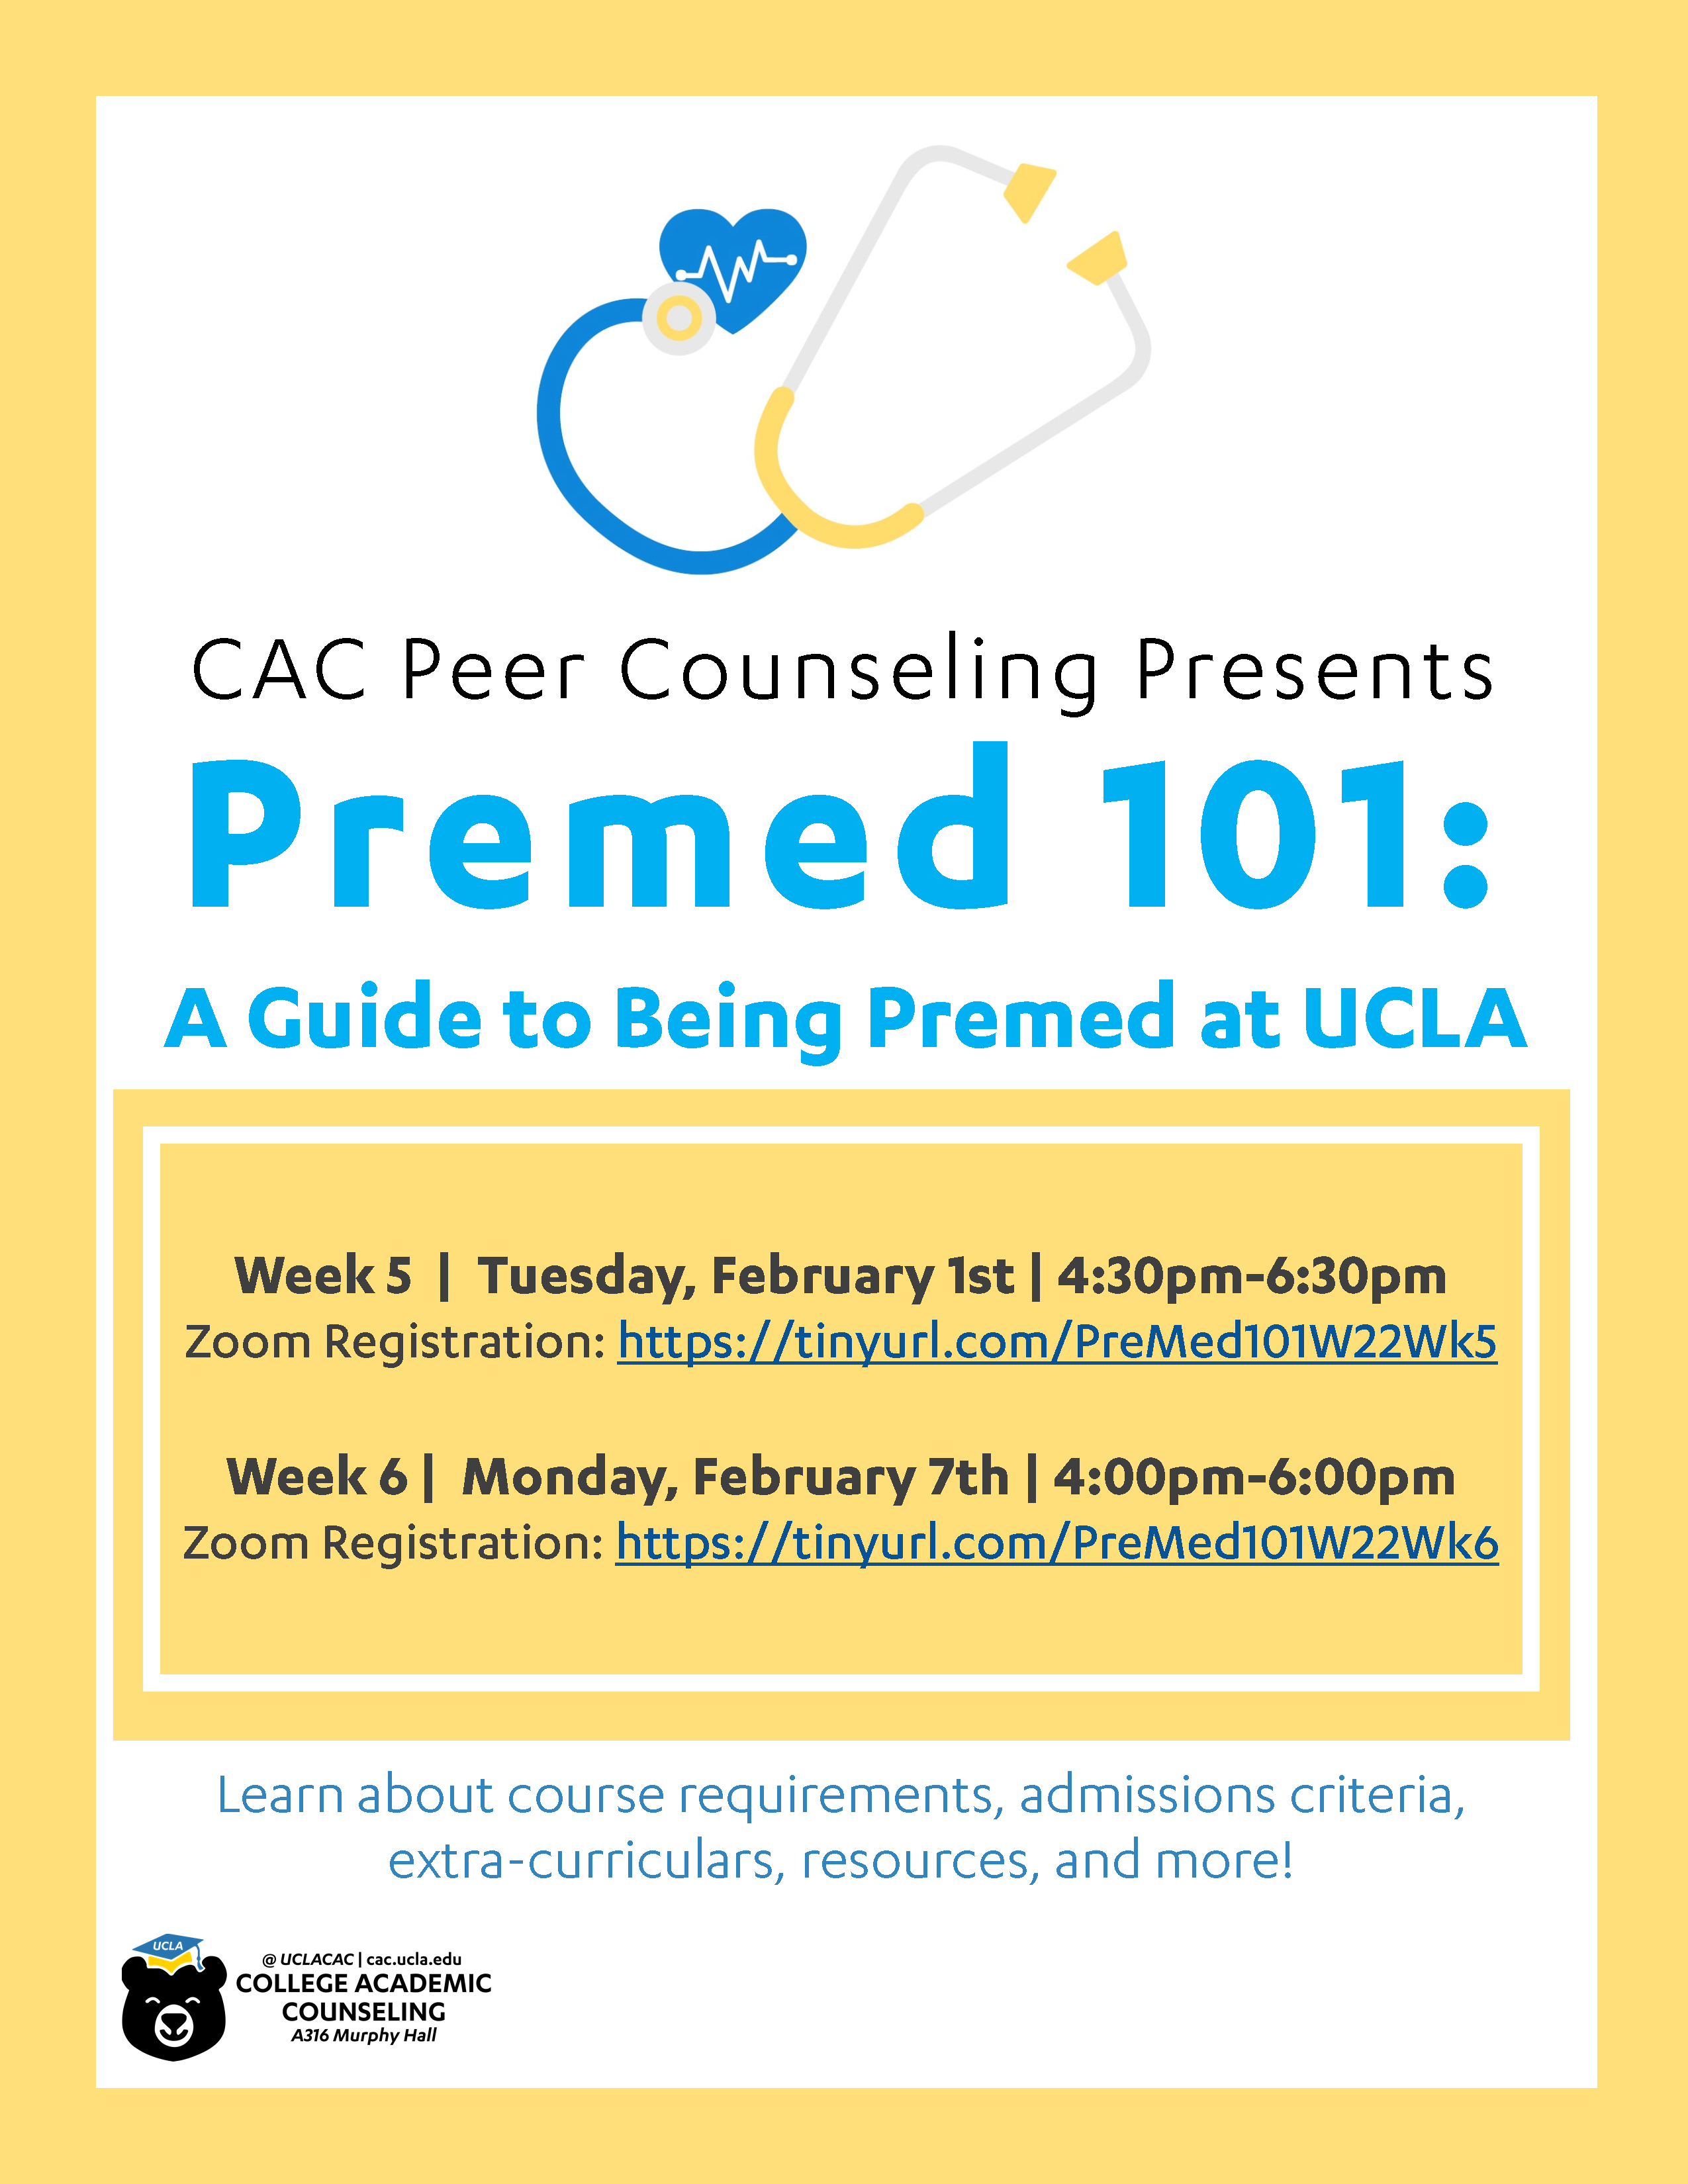 CAC Peer Counseling Presents
Premed 101:
A Guide to Being Premed at UCLA
Week 5 | Tuesday, February 1st | 4:30pm-6:30pm
Zoom Registration: https://tinyurl.com/PreMed101W22Wk5
Week 6 | Monday, February 7th | 4:00pm-6:00pm
Zoom Registration: https://tinyurl.com/PreMed101W22Wk6
Learn about course requirements, admissions criteria,
extra-curriculars, resources, and more!
UCLA
@ UCLACAC | cac.ucla.edu
COLLEGE ACADEMIC
COUNSELING
A316 Murphy Hall